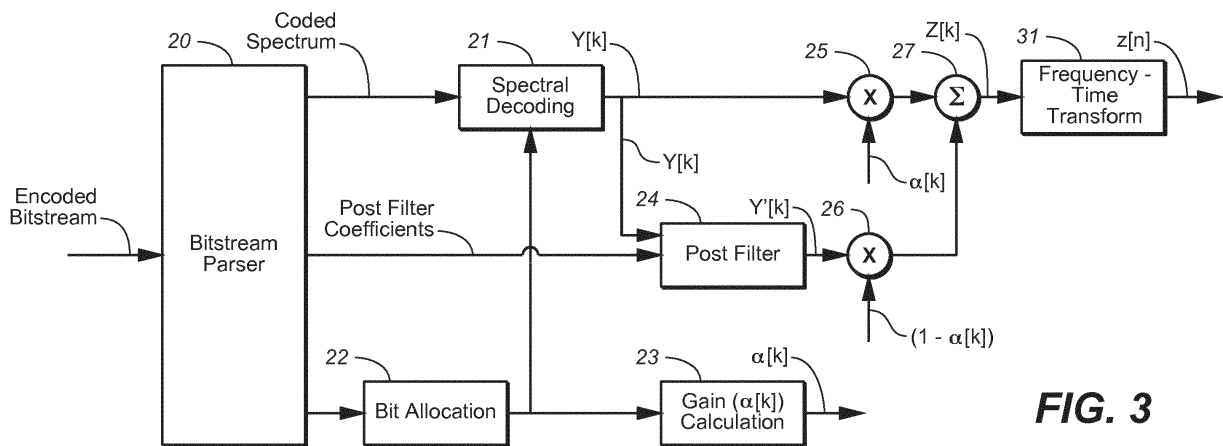 Coded
Spectrum
20
21
Y[k]
25
27
Z[k]
31
z[n]
Spectral
Decoding
X
Σ
Frequency -
Time
Transform
Y[k]
α[k]
Encoded
Bitstream
Bitstream
Parser
Post Filter
Coefficients
24
Y'[k]
26
Post Filter
X
(1 - α[k])
22
23
α[k]
Bit Allocation
Gain (α[k])
Calculation
FIG. 3